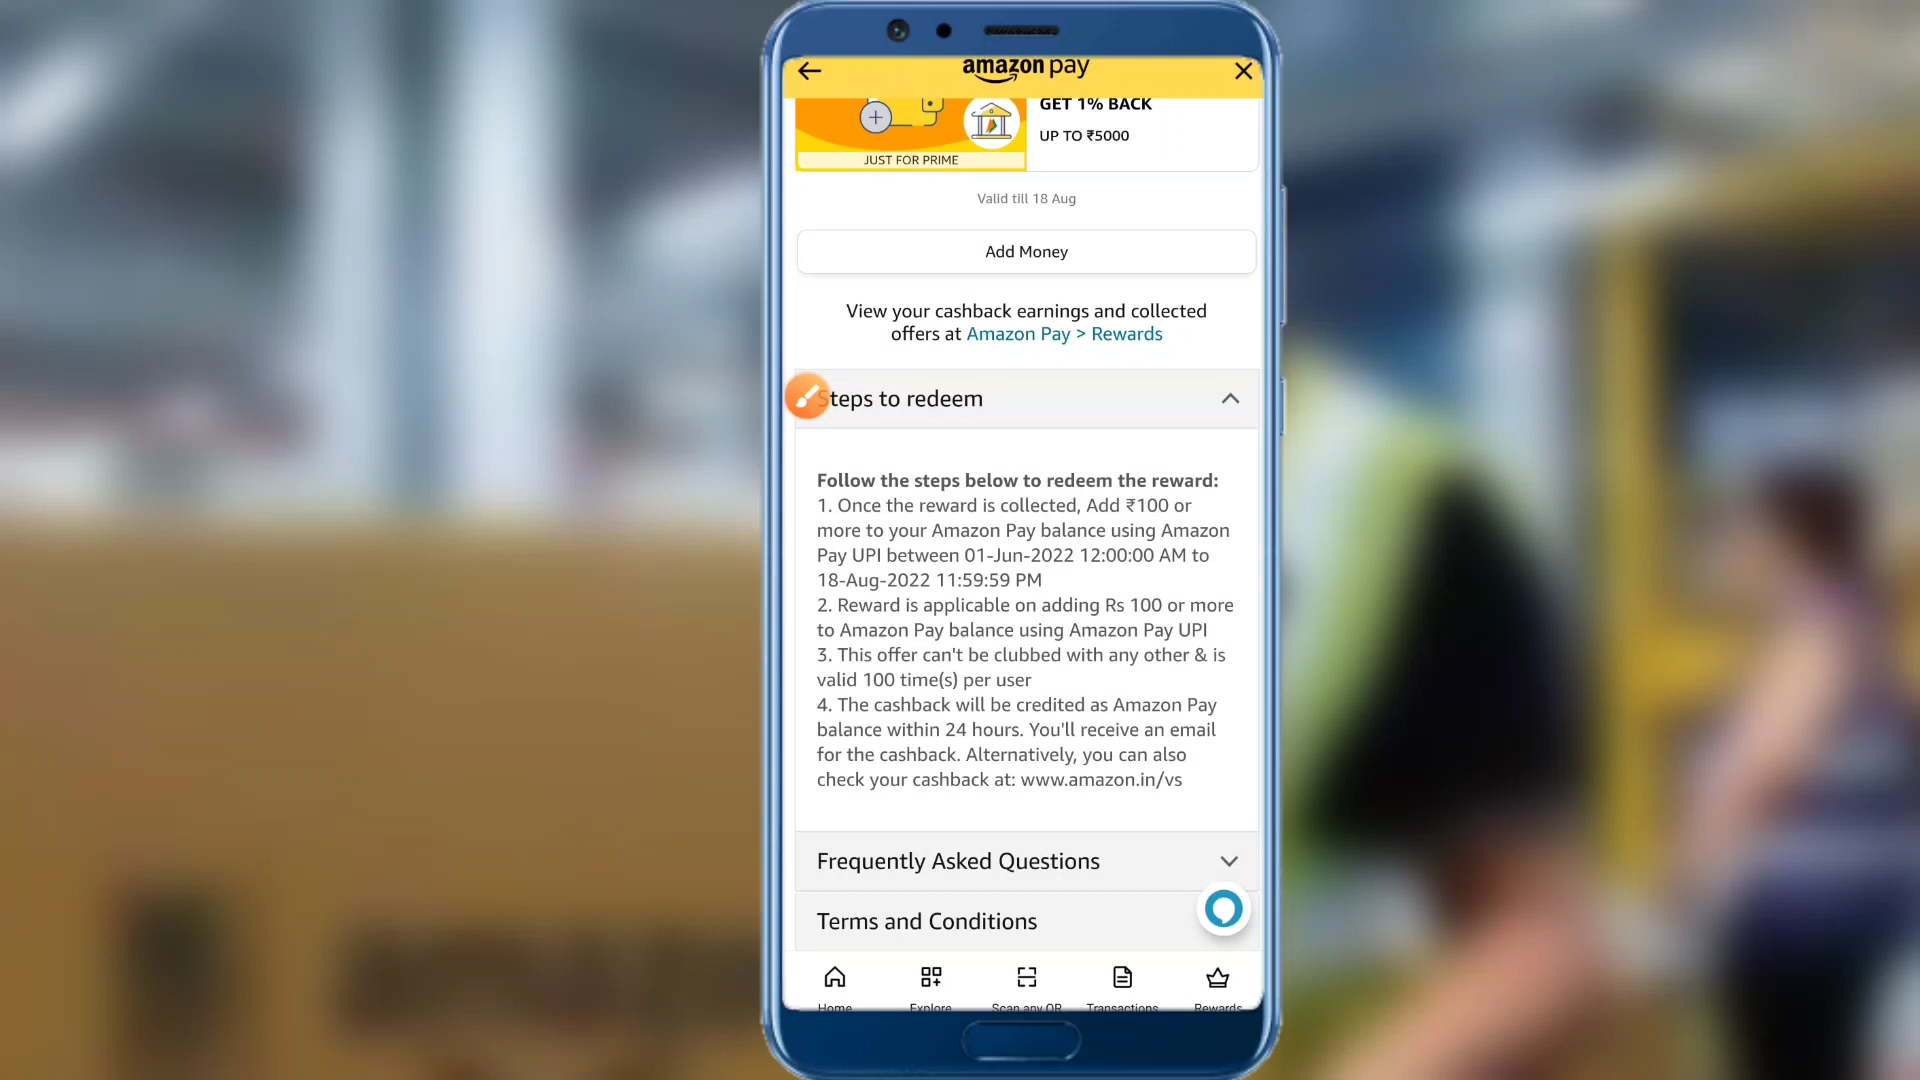 amazon pay
GET 1% BACK
UP TO ₹5000
JUST FOR PRIME
Valid till 18 Aug
Add Money
View your cashback earnings and collected
offers at Amazon Pay > Rewards
Steps to redeem
Follow the steps below to redeem the reward:
1. Once the reward is collected, Add ₹100 or
more to your Amazon Pay balance using Amazon
Pay UPI between 01-Jun-2022 12:00:00 AM to
18-Aug-2022 11:59:59 PM
2. Reward is applicable on adding Rs 100 or more
to Amazon Pay balance using Amazon Pay UPI
3. This offer can't be clubbed with any other & is
valid 100 time(s) per user
4. The cashback will be credited as Amazon Pay
balance within 24 hours. You'll receive an email
for the cashback. Alternatively, you can also
check your cashback at: www.amazon.in/vs
Frequently Asked Questions
Terms and Conditions
Home Explore Scan any QR Transactions Rewards